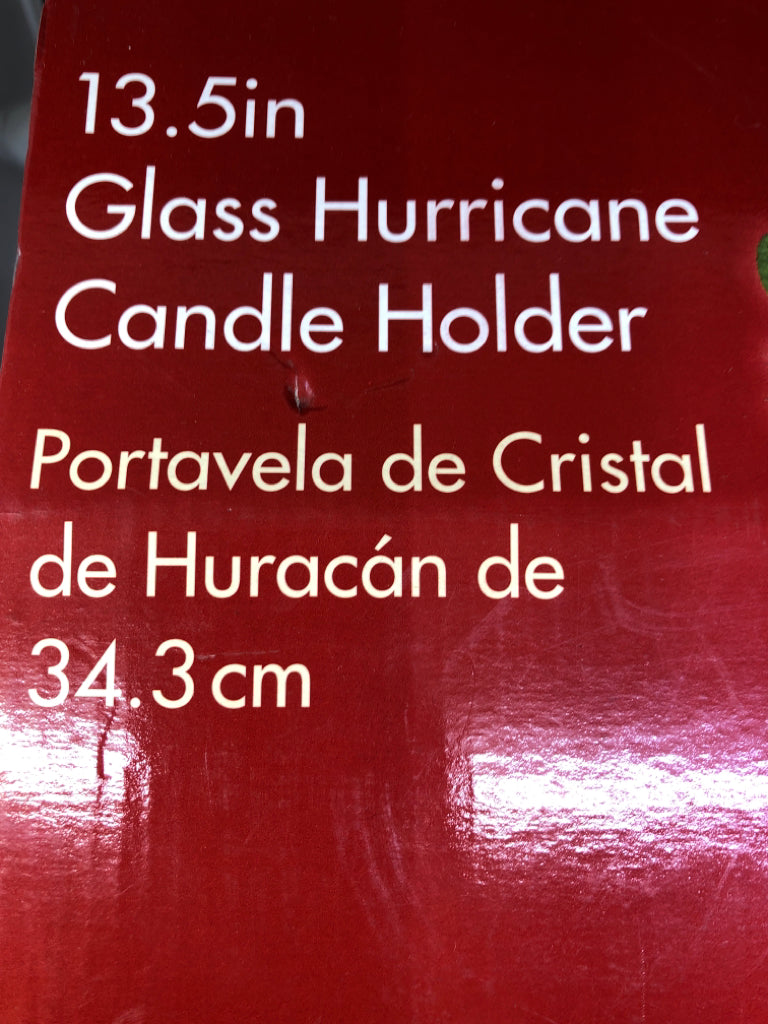 13.5in
Glass Hurricane
Candle Holder
Portavela de Cristal
de Huracán de
34.3 cm